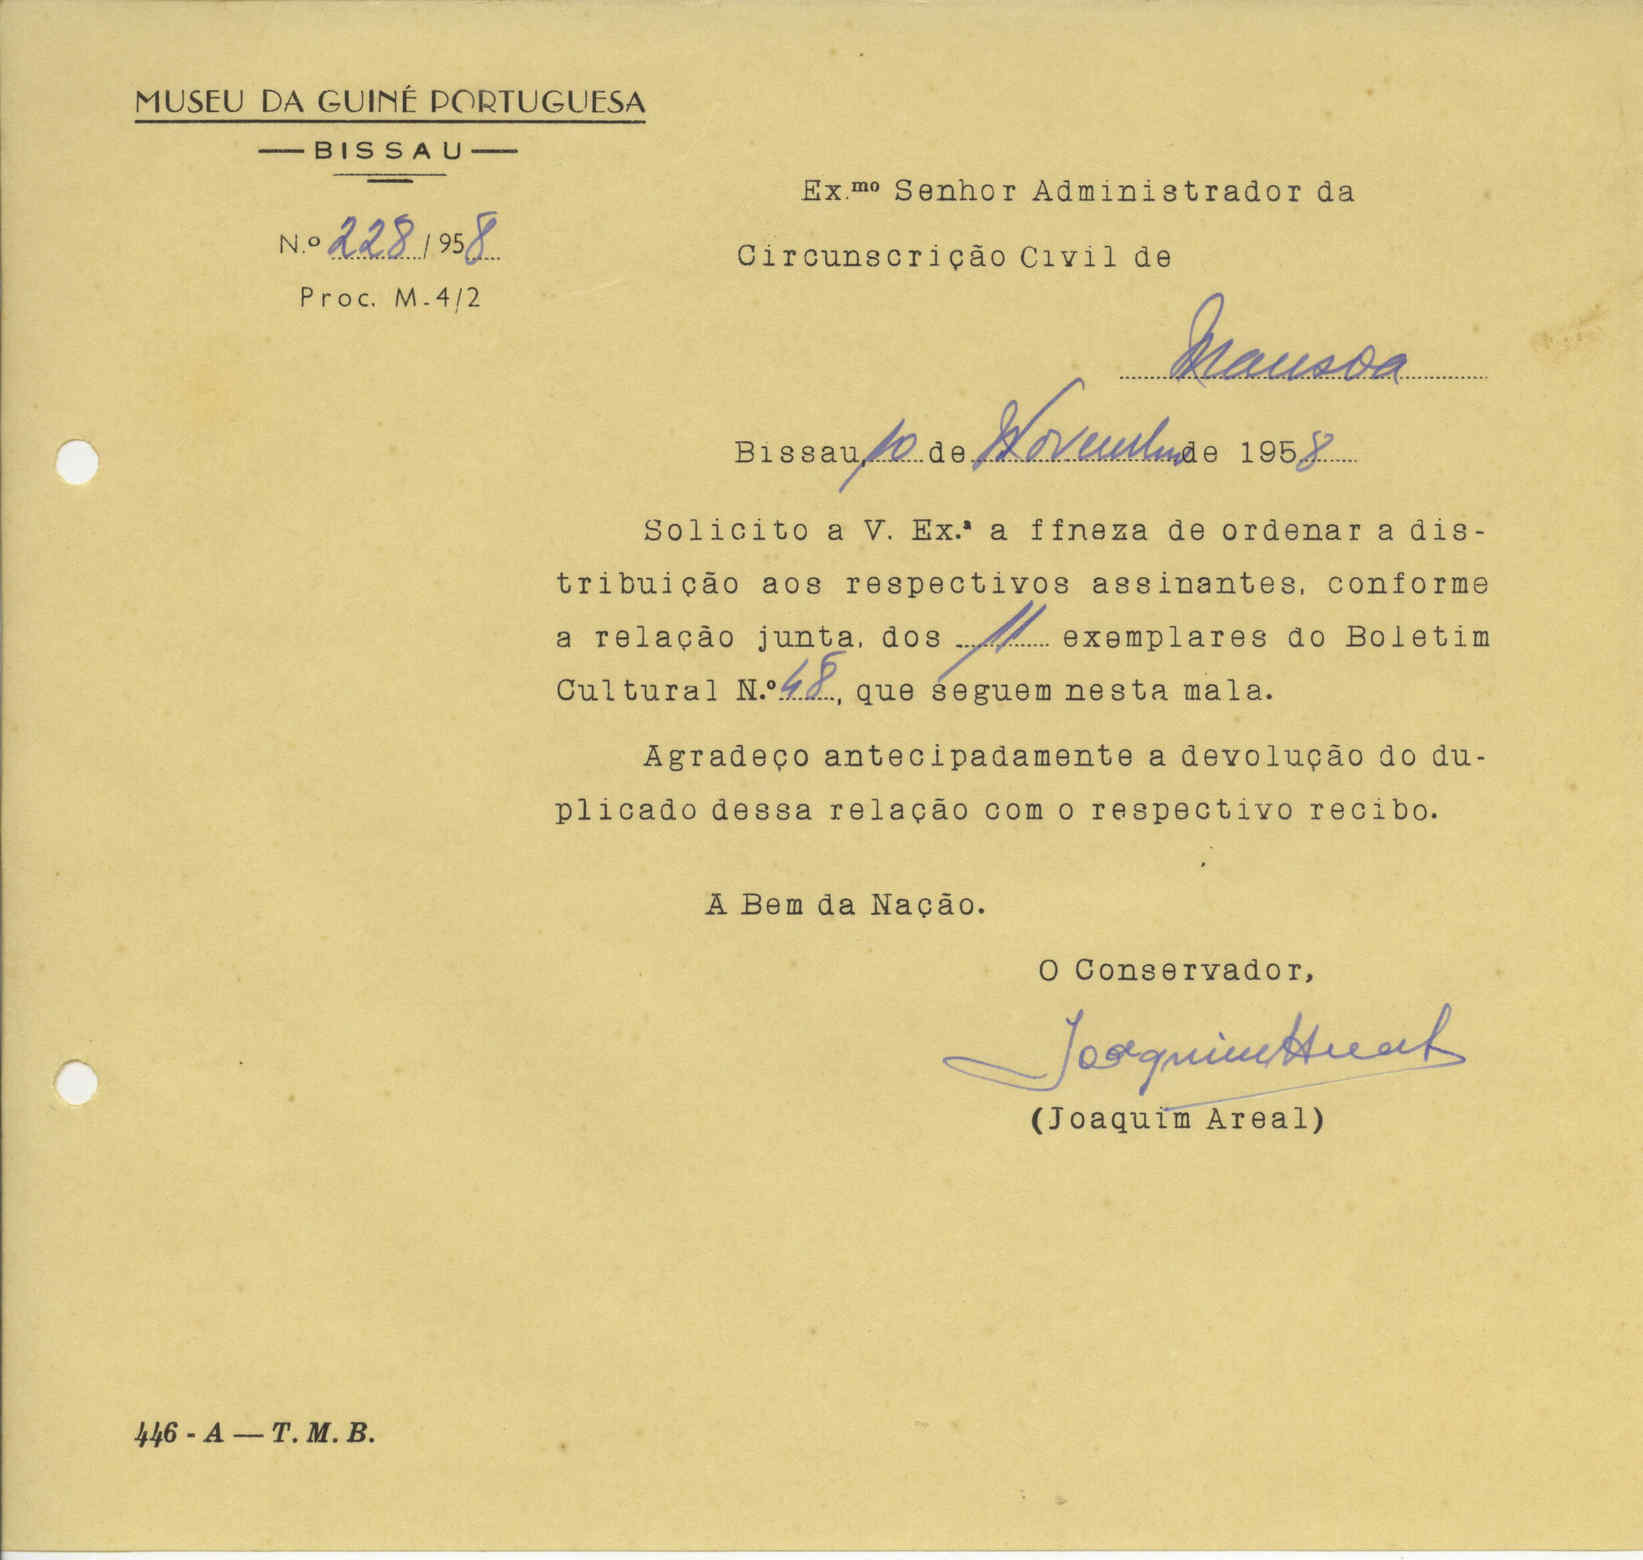 MUSEU DA GUINÉ PORTUGUESA
— BISSAU —
N.º 228 / 958
Proc. M-4/2
Ex.mo Senhor Administrador da
Circunscrição Civil de
Mansoa
Bissau, 10 de Novembro de 1958
Solicito a V. Ex.ª a ffneza de ordenar a dis-
tribuição aos respectivos assinantes, conforme
a relação junta, dos 11 exemplares do Boletim
Cultural N.º 48, que seguem nesta mala.
Agradeço antecipadamente a devolução do du-
plicado dessa relação com o respectivo recibo.
A Bem da Nação.
O Conservador,
Joaquim Areal
(Joaquim Areal)
446 - A — T. M. B.